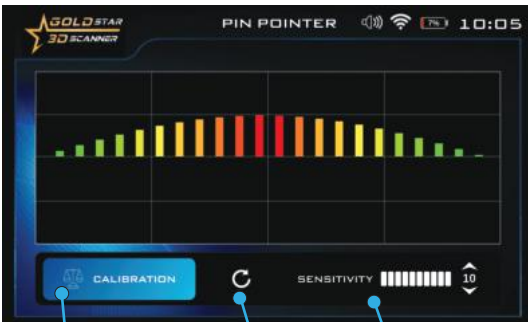 GOLD STAR
3D SCANNER
PIN POINTER
7%
10:05
CALIBRATION
SENSITIVITY
10